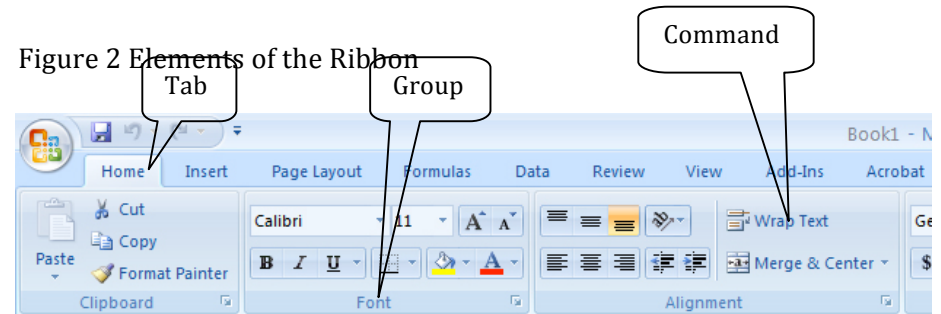 Command
Figure 2 Elements of the Ribbon
Tab
Group
Book1 - M
Home Insert Page Layout Formulas Data Review View Add-Ins Acrobat
Cut
Calibri 11 A A Wrap Text Ge
Copy
Paste
Format Painter
B I U A Merge & Center $
Clipboard Font Alignment